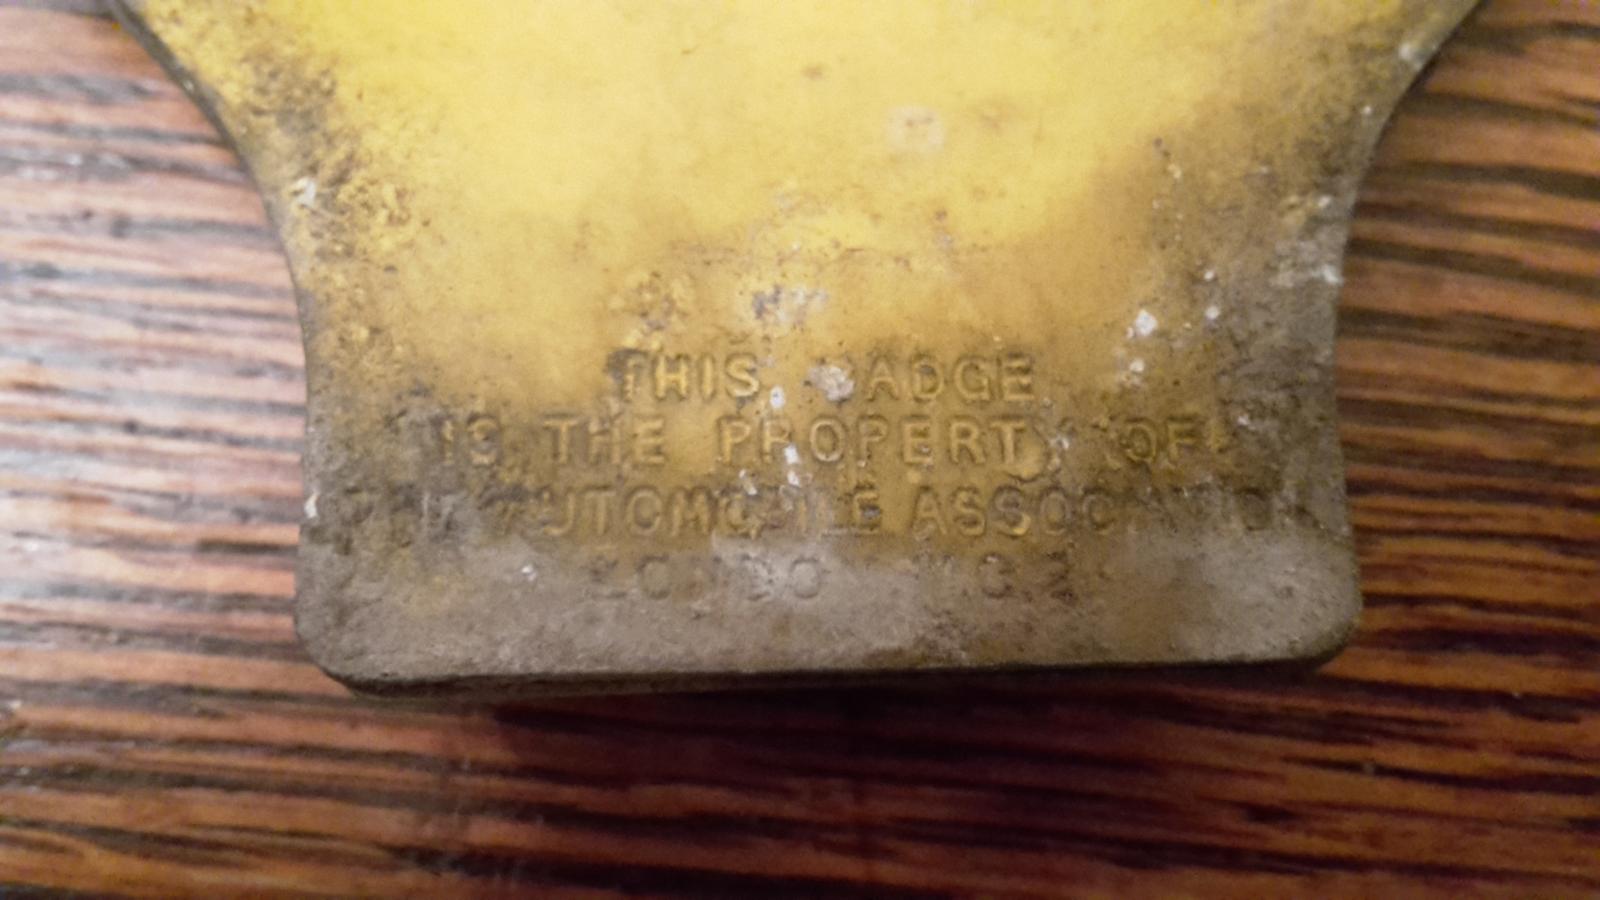 THIS BADGE
IS THE PROPERTY OF
THE AUTOMOBILE ASSOCIATION
LONDON W.C.2.